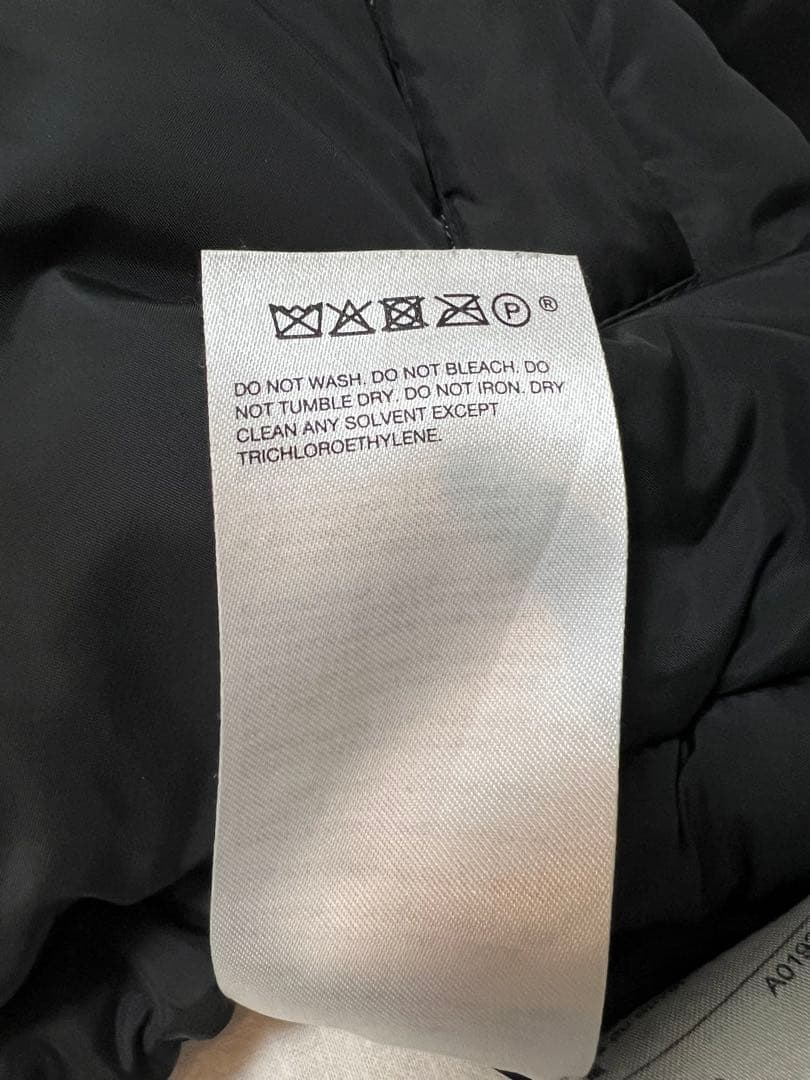 P ®
DO NOT WASH. DO NOT BLEACH. DO
NOT TUMBLE DRY. DO NOT IRON. DRY
CLEAN ANY SOLVENT EXCEPT
TRICHLOROETHYLENE.